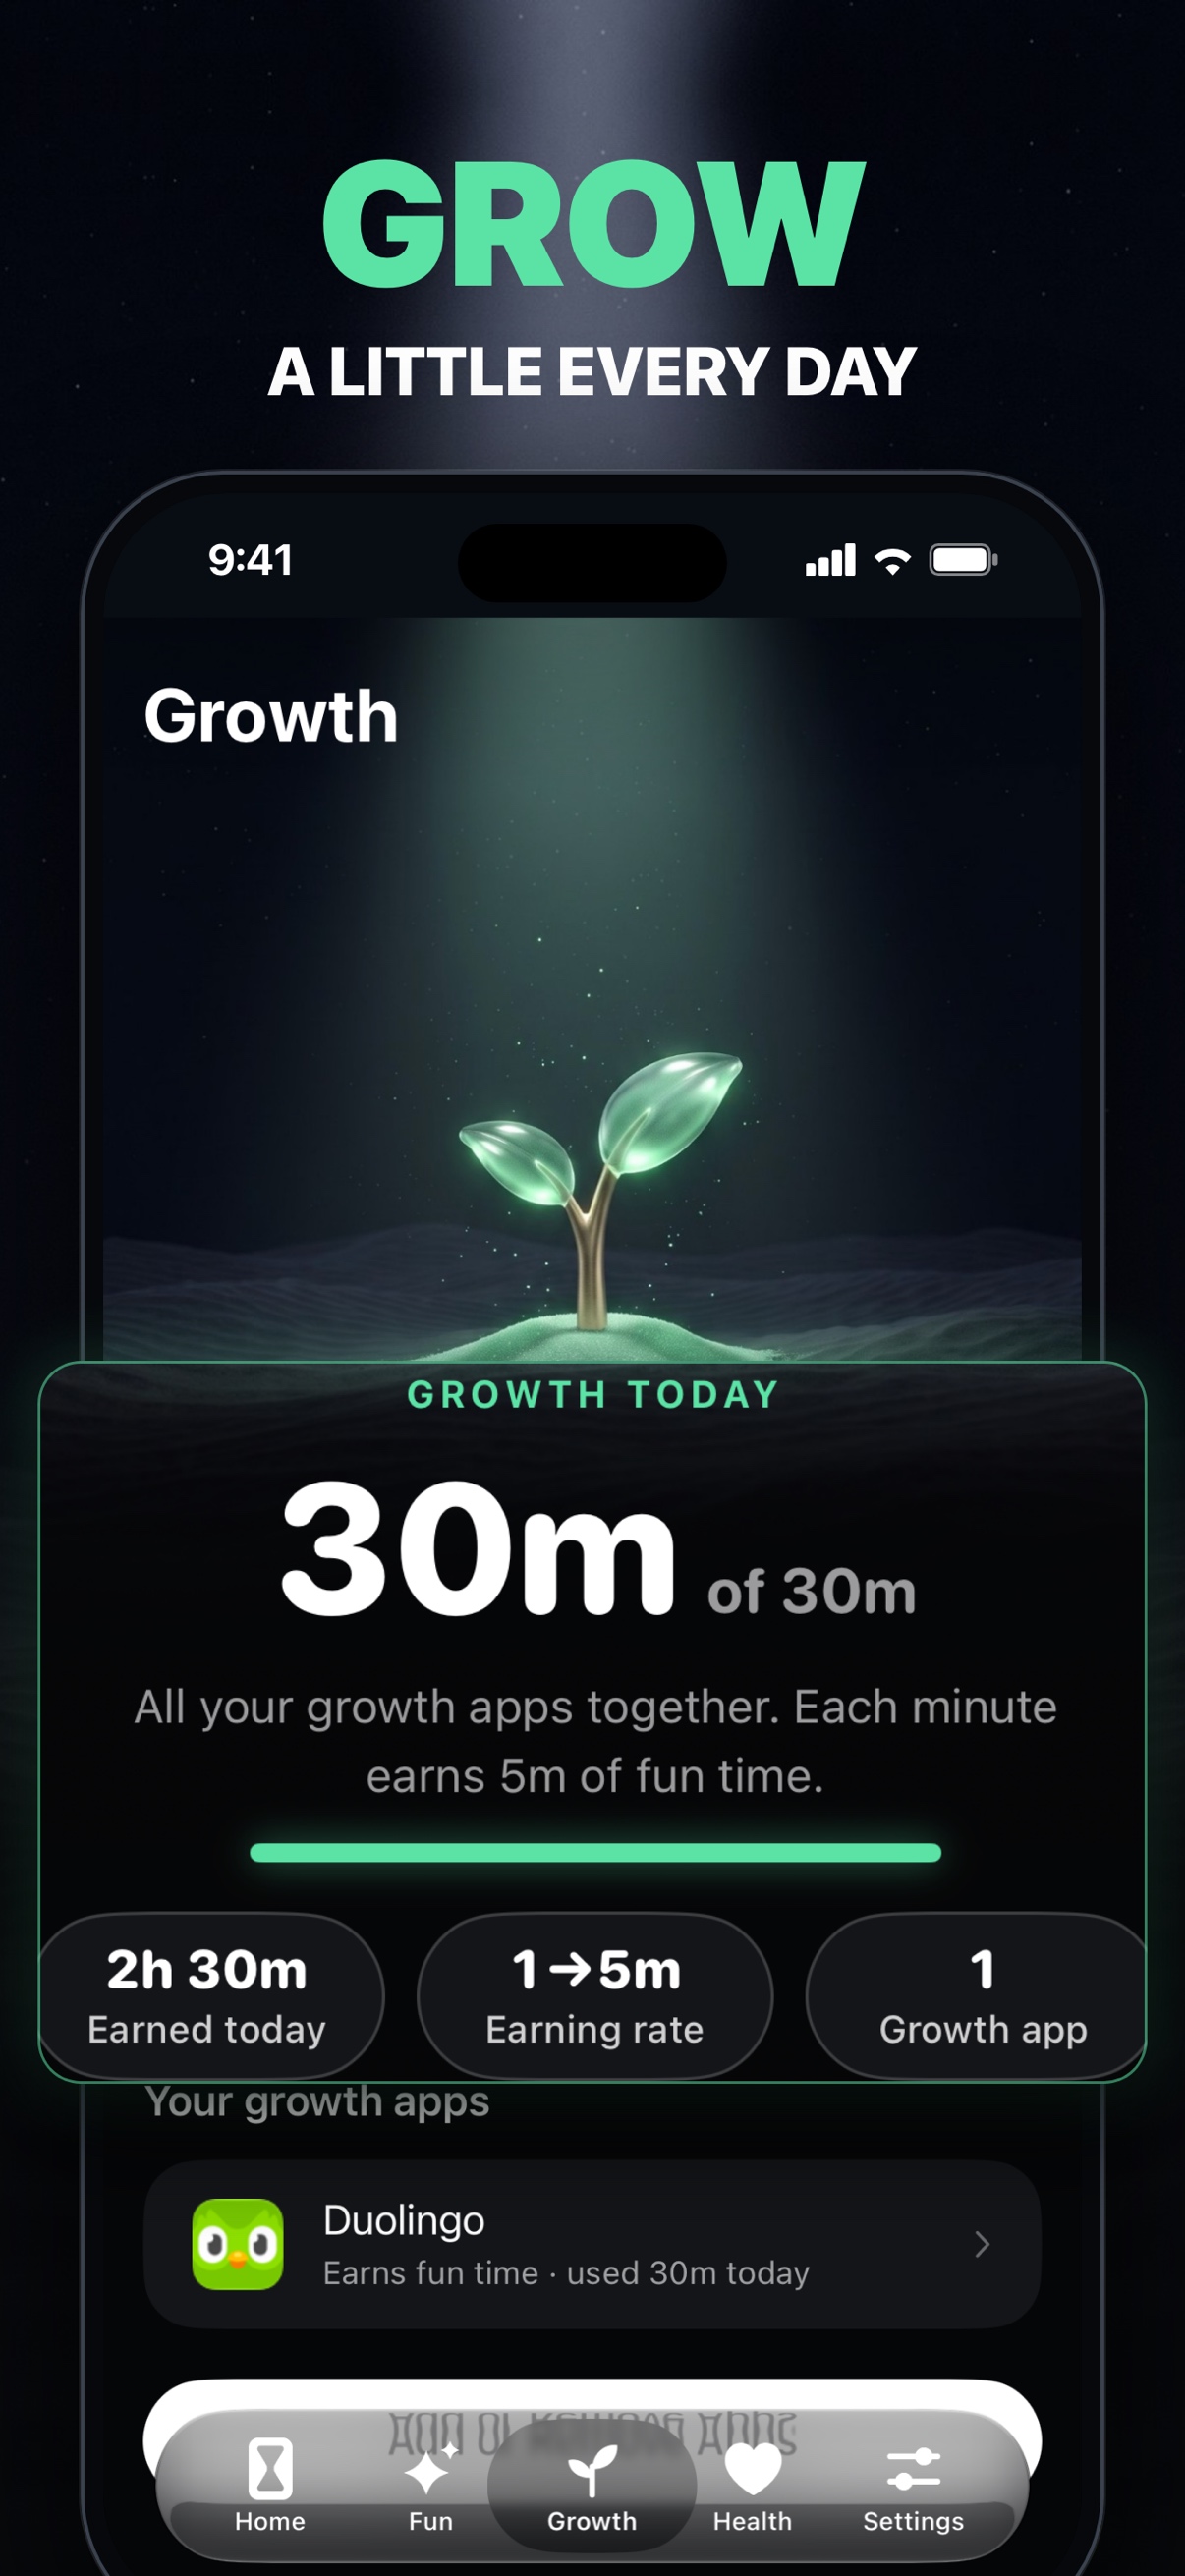 GROW
A LITTLE EVERY DAY
9:41
Growth
GROWTH TODAY
30m of 30m
All your growth apps together. Each minute
earns 5m of fun time.
2h 30m
Earned today
1→5m
Earning rate
1
Growth app
Your growth apps
Duolingo
Earns fun time · used 30m today
Home
Fun
Growth
Health
Settings